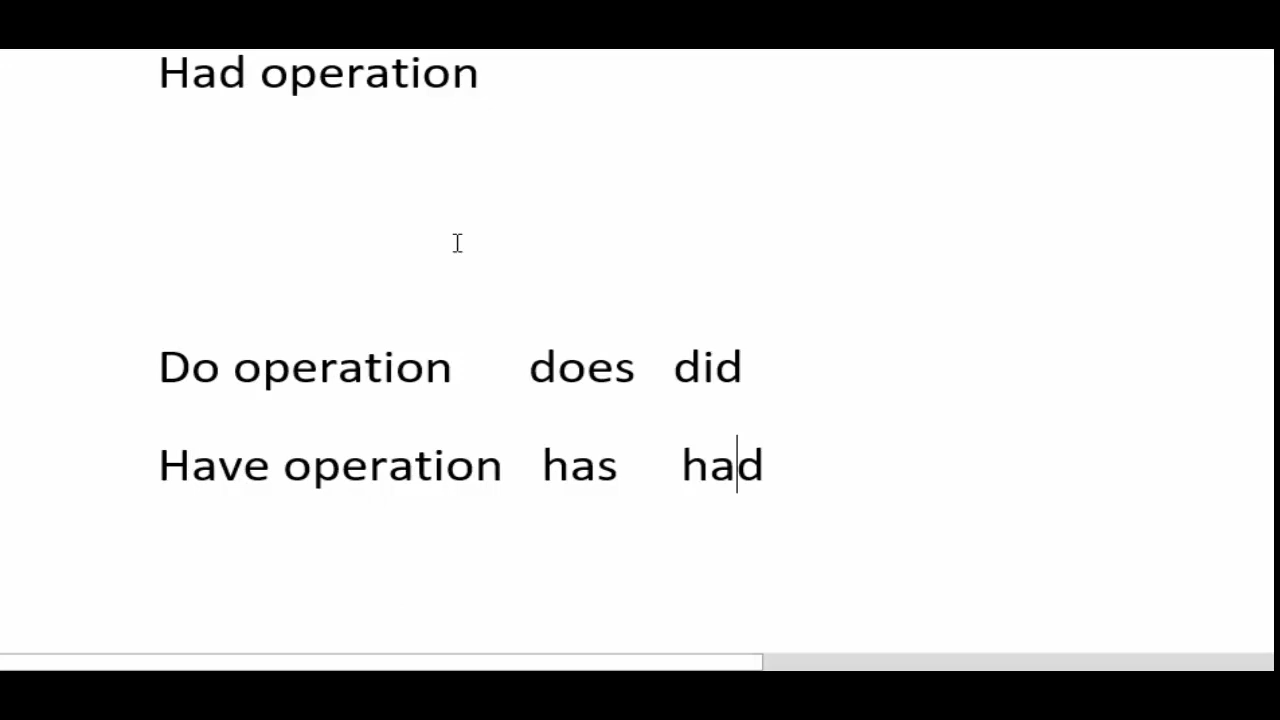 Had operation
Do operation does did
Have operation has had